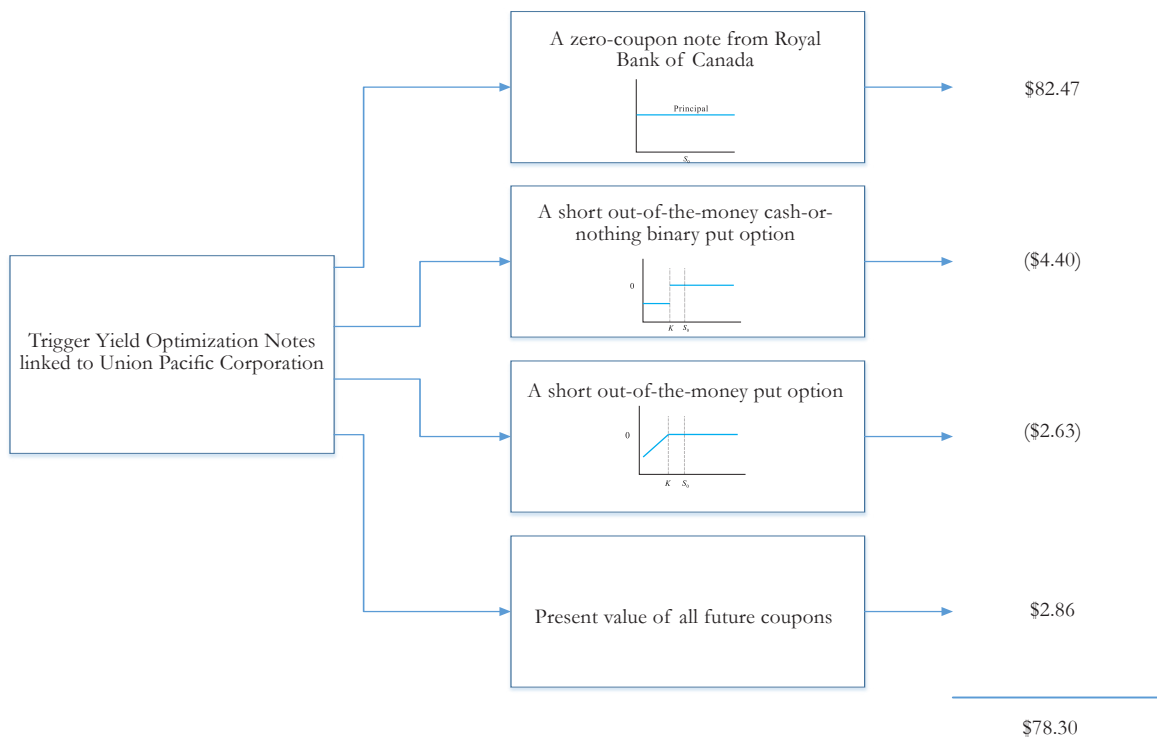 Trigger Yield Optimization Notes
linked to Union Pacific Corporation
A zero-coupon note from Royal
Bank of Canada
Principal
S₀
$82.47
A short out-of-the-money cash-or-
nothing binary put option
0
K S₀
($4.40)
A short out-of-the-money put option
0
K S₀
($2.63)
Present value of all future coupons
$2.86
$78.30